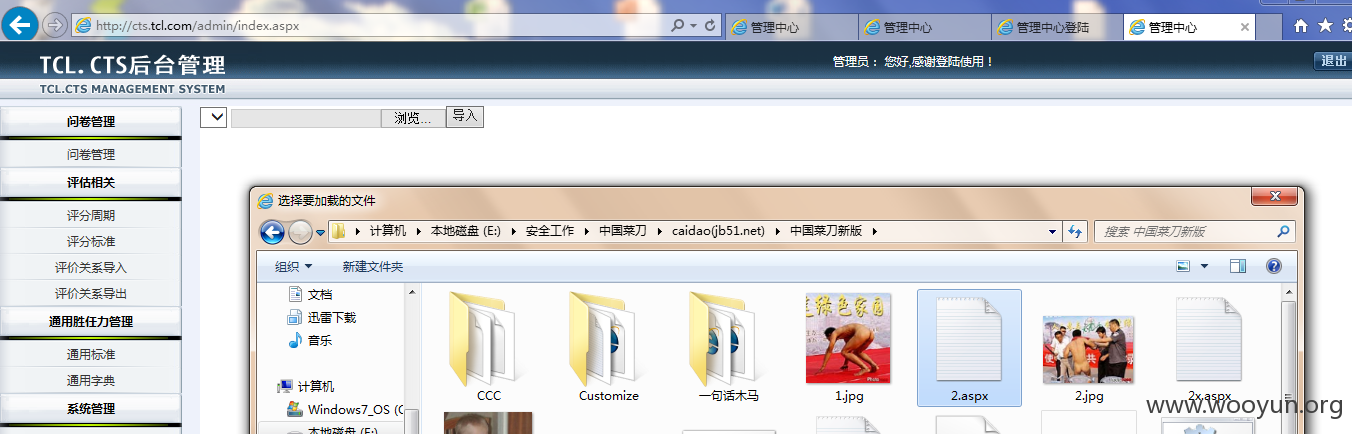 http://cts.tcl.com/admin/index.aspx
管理中心
管理中心
管理中心登陆
管理中心
TCL.CTS后台管理
管理员： 您好,感谢登陆使用！
退出
TCL.CTS MANAGEMENT SYSTEM
问卷管理
问卷管理
评估相关
评分周期
评分标准
评价关系导入
评价关系导出
通用胜任力管理
通用标准
通用字典
系统管理
浏览...
导入
选择要加载的文件
计算机
本地磁盘 (E:)
安全工作
中国菜刀
caidao(jb51.net)
中国菜刀新版
搜索 中国菜刀新版
组织
新建文件夹
文档
迅雷下载
音乐
计算机
Windows7_OS (C
本地磁盘 (E:)
CCC
Customize
一句话木马
1.jpg
2.aspx
2.jpg
2x.aspx
www.wooyun.org